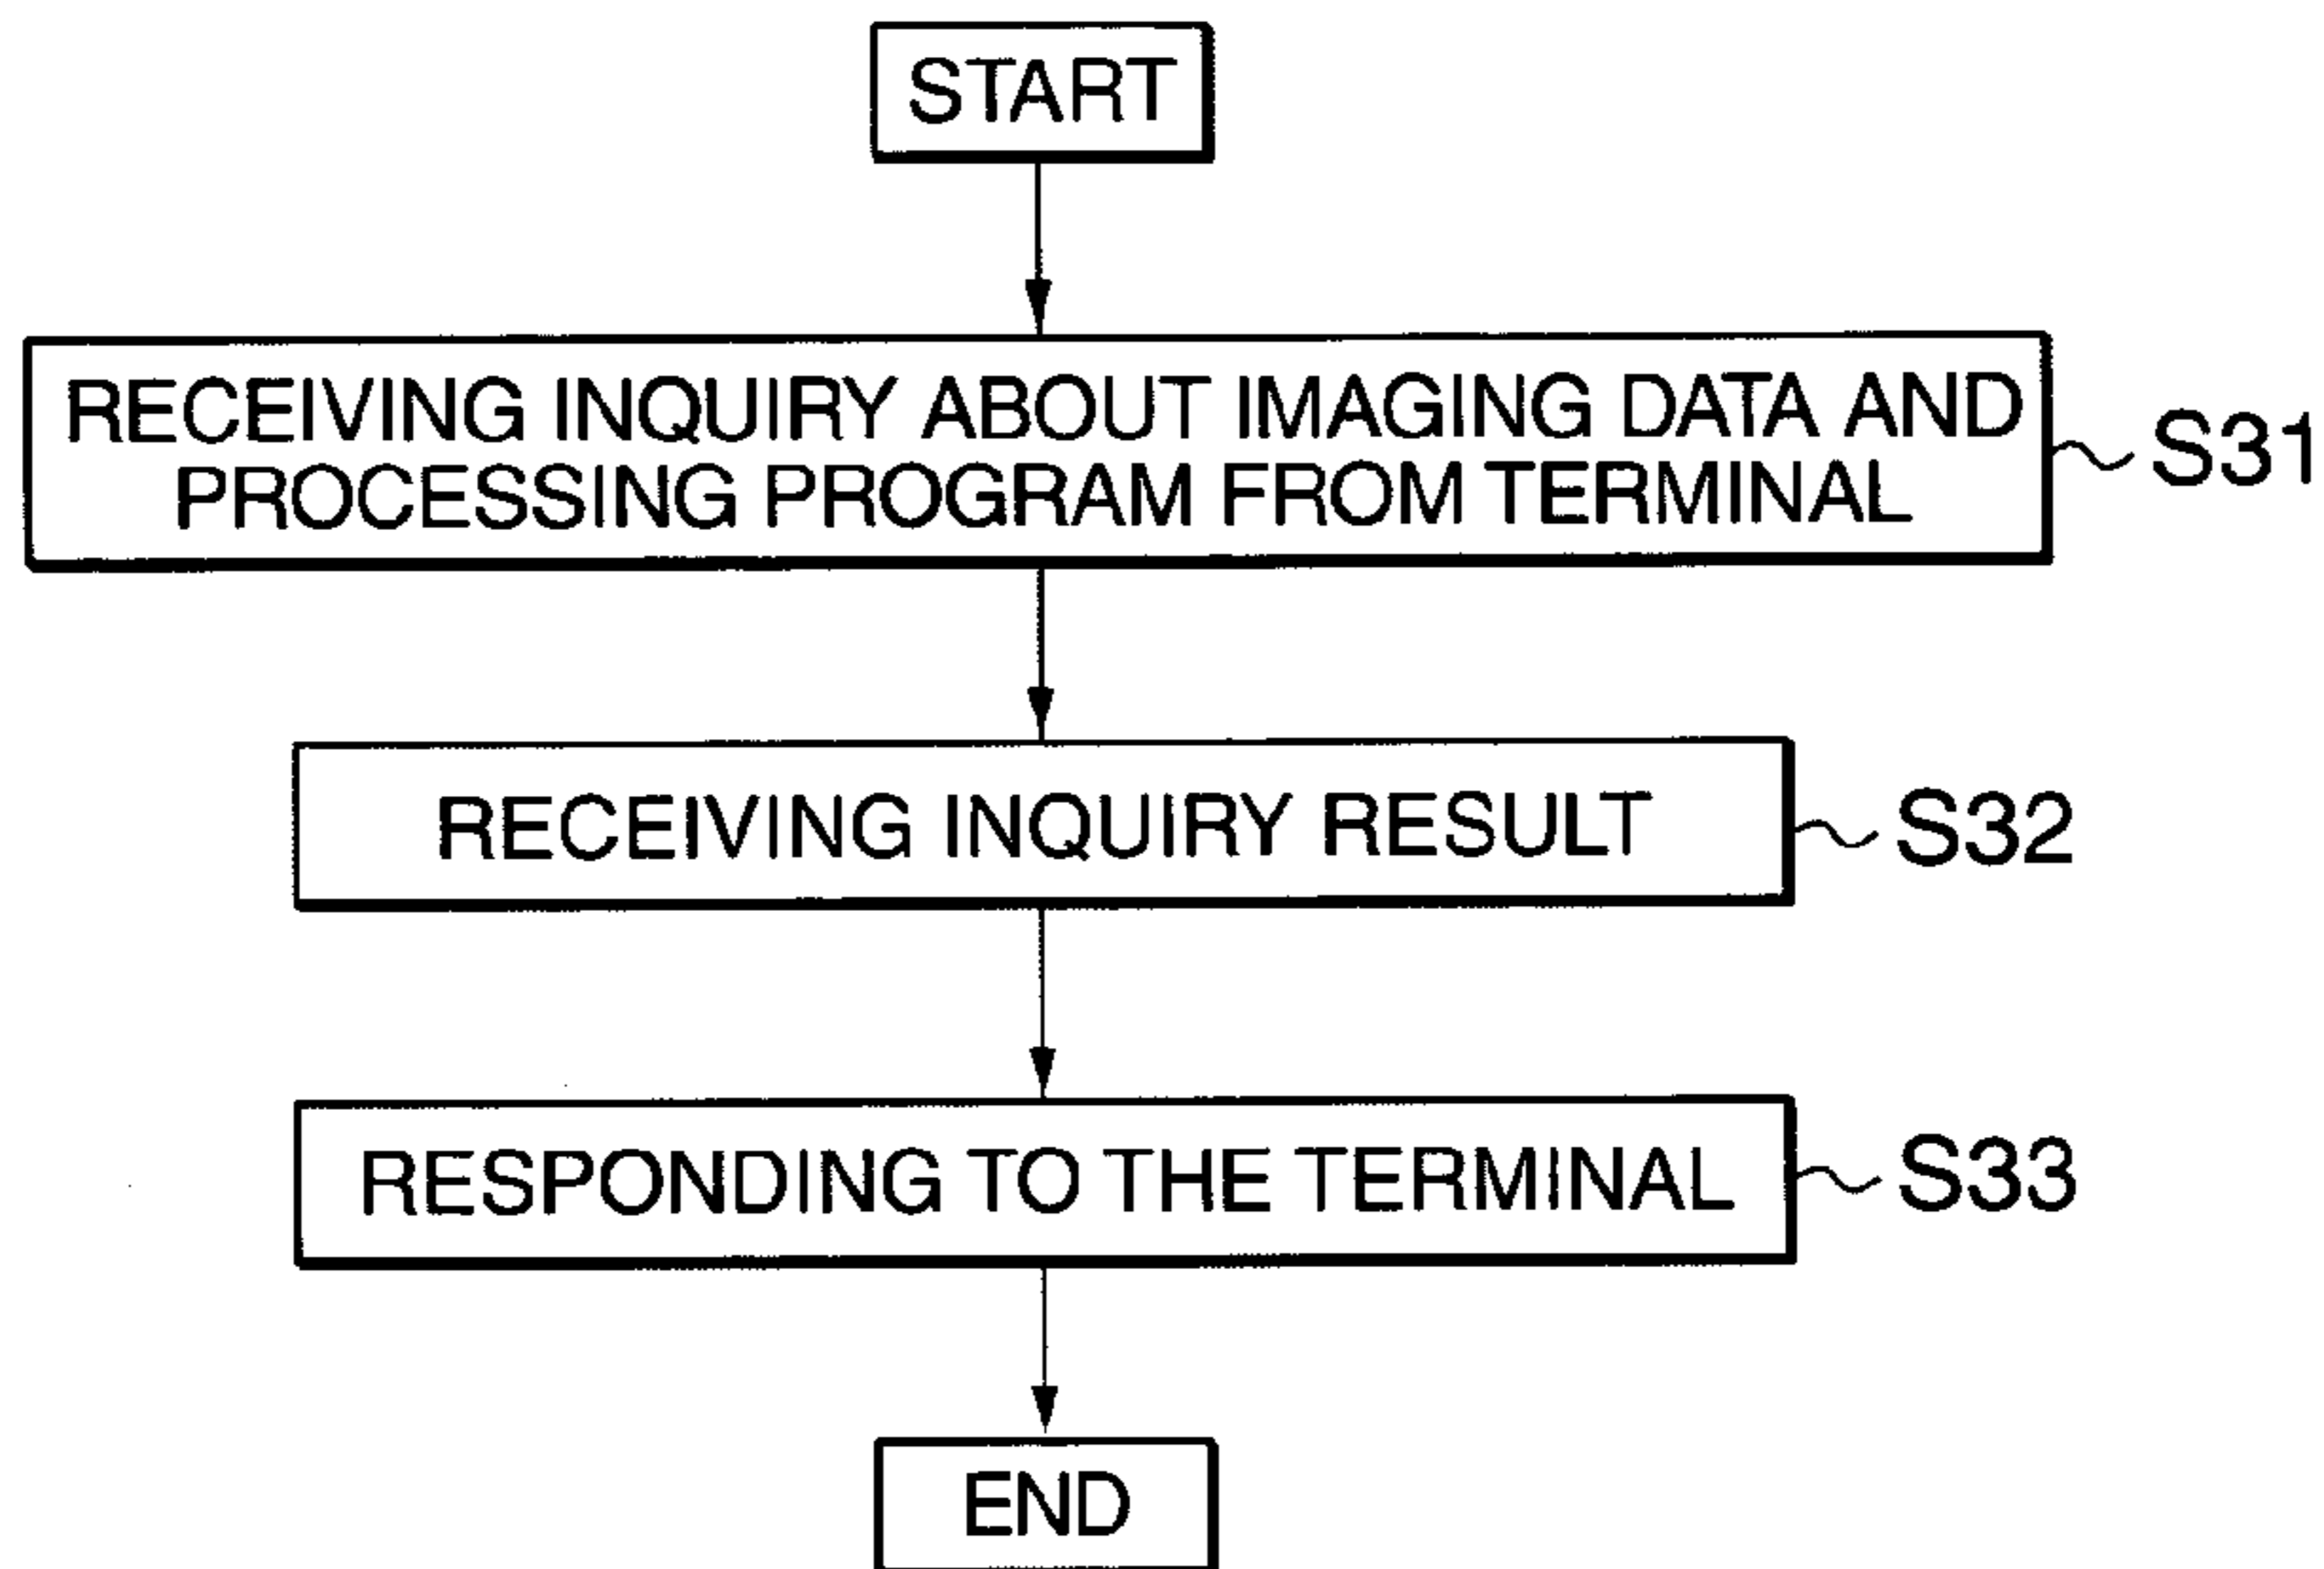 START
RECEIVING INQUIRY ABOUT IMAGING DATA AND
PROCESSING PROGRAM FROM TERMINAL
S31
RECEIVING INQUIRY RESULT
S32
RESPONDING TO THE TERMINAL
S33
END